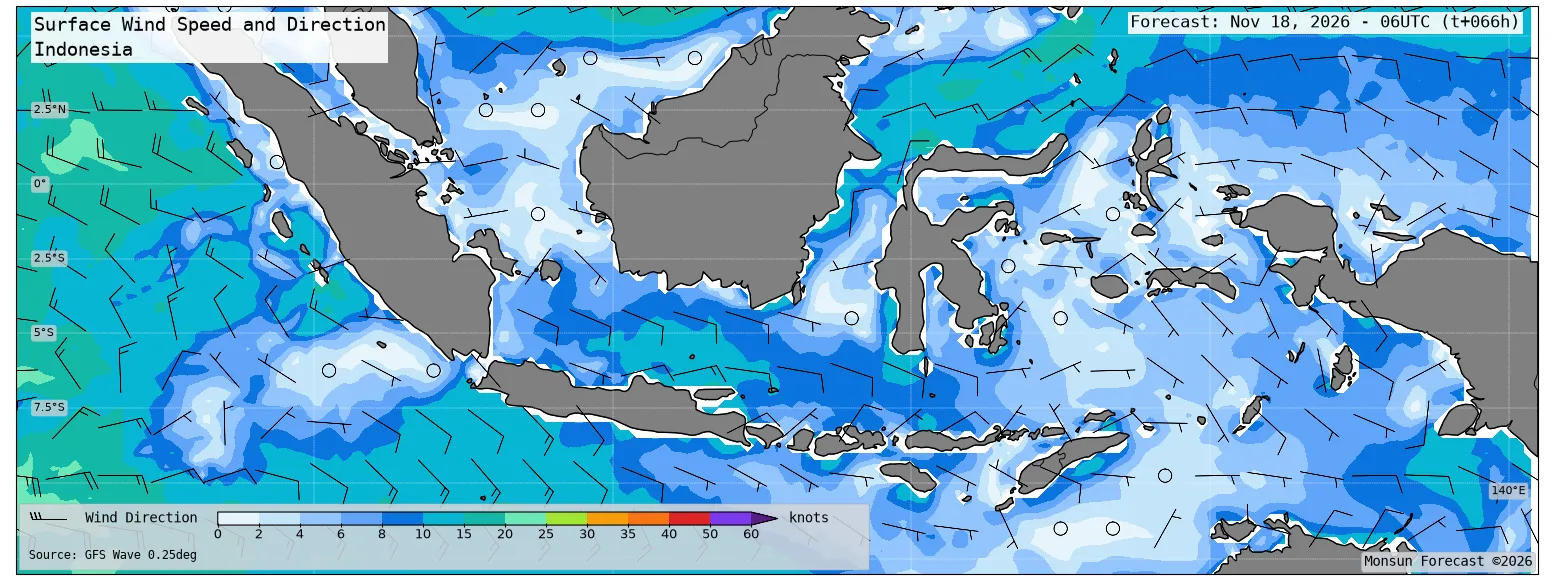 Surface Wind Speed and Direction
Indonesia
Forecast: Nov 18, 2026 - 06UTC (t+066h)
2.5°N
0°
2.5°S
5°S
7.5°S
140°E
Wind Direction
0 2 4 6 8 10 15 20 25 30 35 40 50 60
knots
Source: GFS Wave 0.25deg
Monsun Forecast ©2026